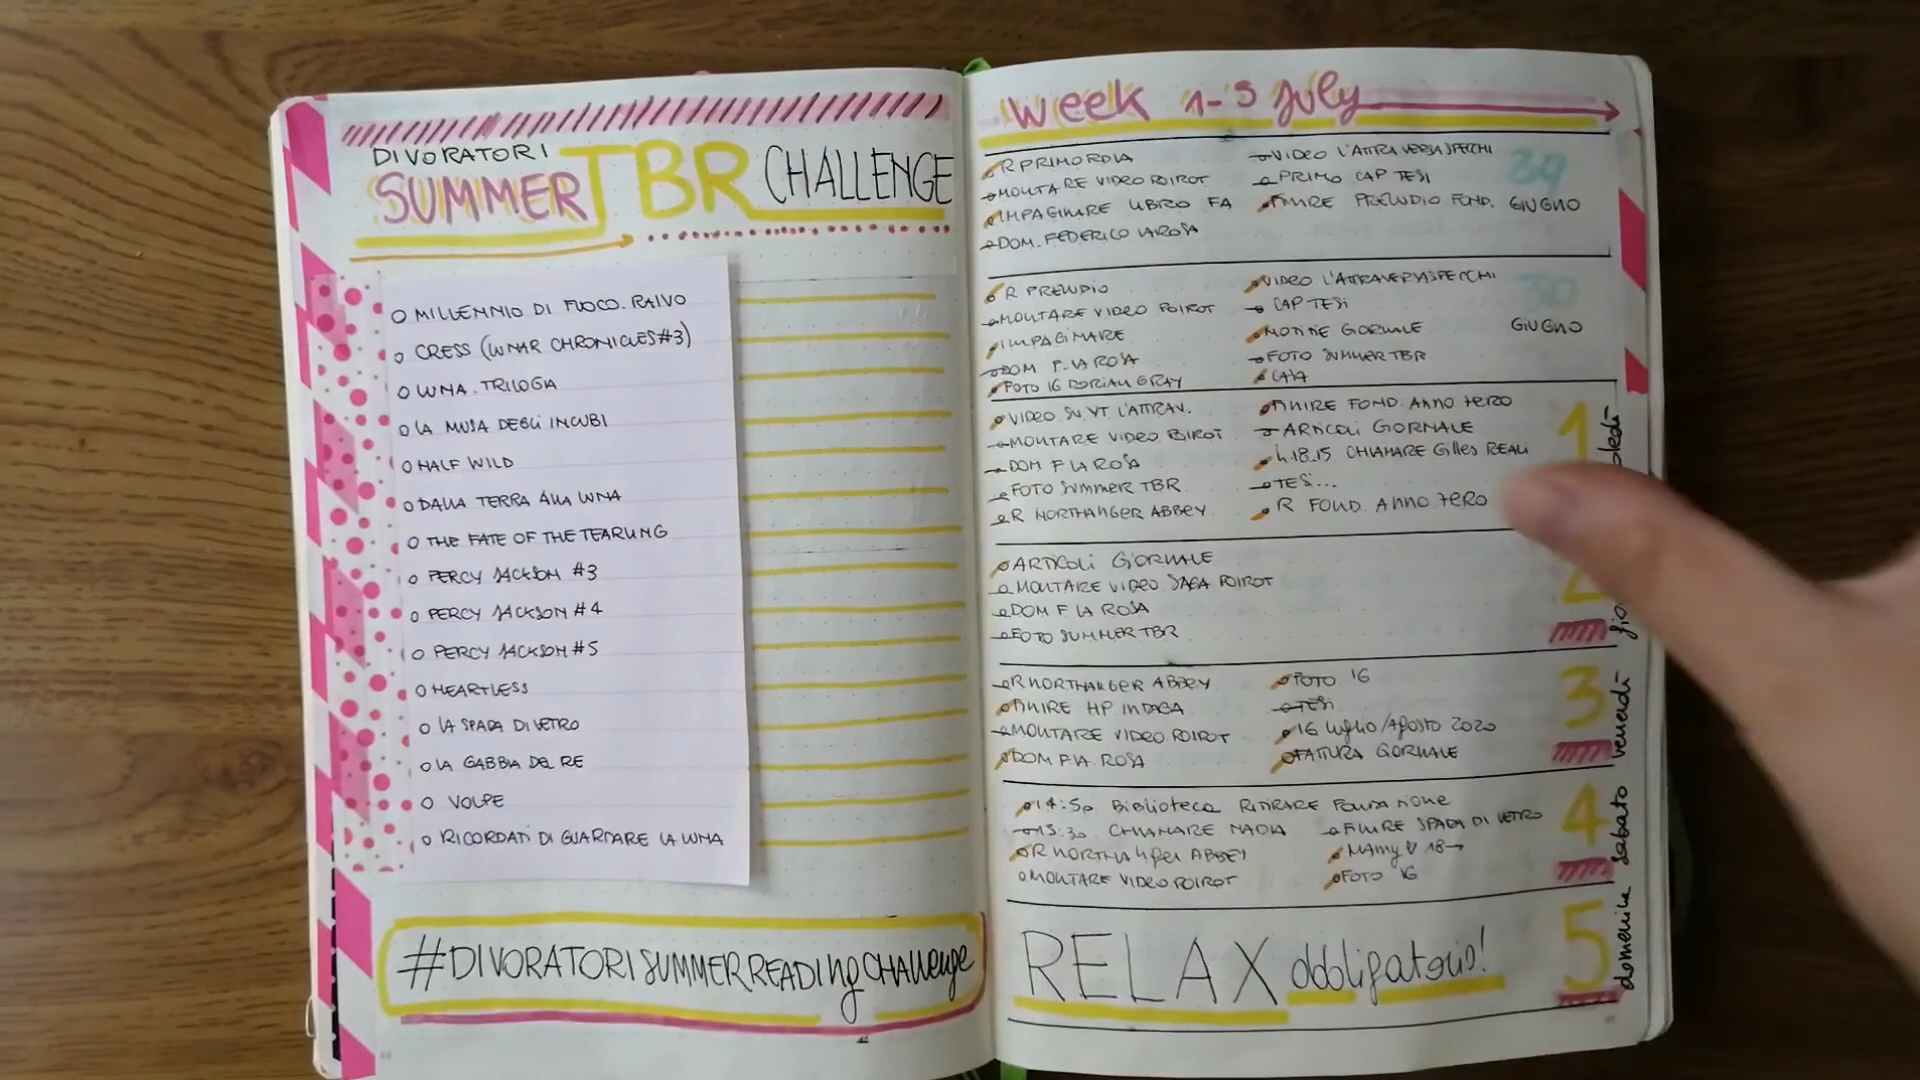 DIVORATORI
SUMMER TBR CHALLENGE
O MILLENNIO DI FUOCO. RAIVO
O CRESS (LUNAR CHRONICLES #3)
O LUNA. TRILOGIA
O LA MUSA DEGLI INCUBI
O HALF WILD
O DALLA TERRA ALLA LUNA
O THE FATE OF THE TEARLING
O PERCY JACKSON #3
O PERCY JACKSON #4
O PERCY JACKSON #5
O HEARTLESS
O LA SPADA DI VETRO
O LA GABBIA DEL RE
O VOLPE
O RICORDATI DI GUARDARE LA LUNA
#DIVORATORISUMMERREADINGCHALLENGE
Week 1-5 July
R PRIMORDIA
MONTARE VIDEO POIROT
IMPAGINARE LIBRO FA
DOM. FEDERICO LAROSA
VIDEO L'ATTRAVERSASPECCHI
PRIMO CAP TESI
FINIRE PRELUDIO FOND.
GIUGNO
R PRELUDIO
MONTARE VIDEO POIROT
IMPAGINARE
DOM F. LA ROSA
FOTO 16 DORIAN GRAY
VIDEO L'ATTRAVERSASPECCHI
CAP TESI
NOTIZIE GIORNALE
FOTO SUMMER TBR
30
GIUGNO
VIDEO SU YT L'ATTRAV.
MONTARE VIDEO POIROT
DOM F LA ROSA
FOTO SUMMER TBR
R NORTHANGER ABBEY
FINIRE FOND. ANNO ZERO
ARTICOLI GIORNALE
h.18.15 CHIAMARE Gilles REALI
TESI...
R FOND. ANNO ZERO
1
ARTICOLI GIORNALE
MONTARE VIDEO SAGA POIROT
DOM F LA ROSA
FOTO SUMMER TBR
2
R NORTHANGER ABBEY
FINIRE HP INDAGA
MONTARE VIDEO POIROT
DOM F LA ROSA
FOTO 16
TESI
16 luglio/Agosto 2020
FATTURA GIORNALE
3
venerdì
14:50 Biblioteca RITIRARE FONDAZIONE
15:30 CHIAMARE NADIA
R NORTHANger ABBEY
O MONTARE VIDEO POIROT
FINIRE SPADA DI VETRO
MAmy 18→
FOTO 16
4
sabato
RELAX obbligatorio!
5
domenica